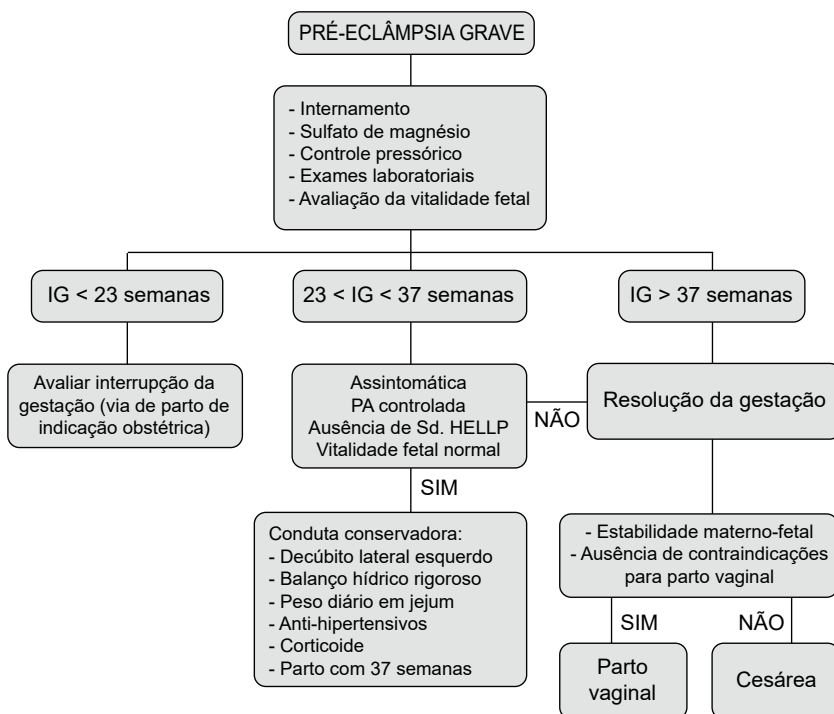 PRÉ-ECLÂMPSIA GRAVE
- Internamento
- Sulfato de magnésio
- Controle pressórico
- Exames laboratoriais
- Avaliação da vitalidade fetal
IG < 23 semanas
23 < IG < 37 semanas
IG > 37 semanas
Avaliar interrupção da
gestação (via de parto de
indicação obstétrica)
Assintomática
PA controlada
Ausência de Sd. HELLP
Vitalidade fetal normal
NÃO
Resolução da gestação
SIM
Conduta conservadora:
- Decúbito lateral esquerdo
- Balanço hídrico rigoroso
- Peso diário em jejum
- Anti-hipertensivos
- Corticoide
- Parto com 37 semanas
- Estabilidade materno-fetal
- Ausência de contraindicações
para parto vaginal
SIM
NÃO
Parto
vaginal
Cesárea